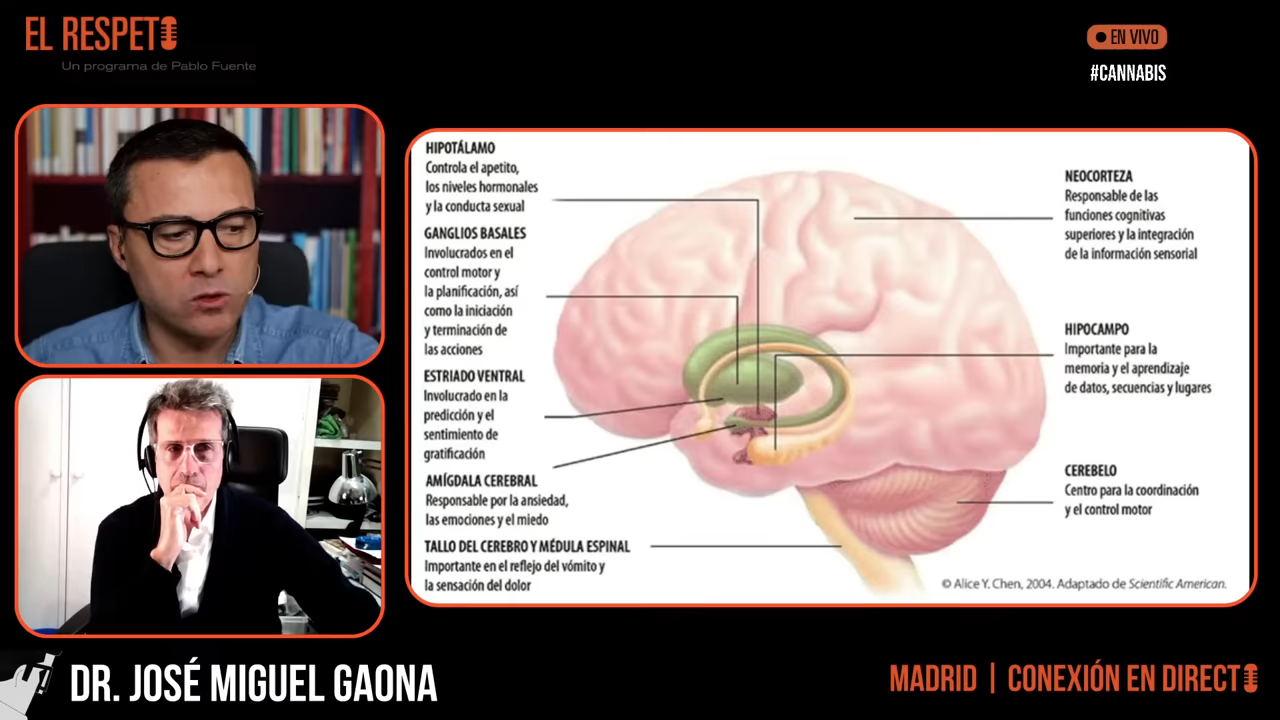 EL RESPETO
Un programa de Pablo Fuente
EN VIVO
#CANNABIS
HIPOTÁLAMO
Controla el apetito,
los niveles hormonales
y la conducta sexual
GANGLIOS BASALES
Involucrados en el
control motor y
la planificación, así
como la iniciación
y terminación de
las acciones
ESTRIADO VENTRAL
Involucrado en la
predicción y el
sentimiento de
gratificación
AMÍGDALA CEREBRAL
Responsable por la ansiedad,
las emociones y el miedo
TALLO DEL CEREBRO Y MÉDULA ESPINAL
Importante en el reflejo del vómito y
la sensación del dolor
NEOCORTEZA
Responsable de las
funciones cognitivas
superiores y la integración
de la información sensorial
HIPOCAMPO
Importante para la
memoria y el aprendizaje
de datos, secuencias y lugares
CEREBELO
Centro para la coordinación
y el control motor
© Alice Y. Chen, 2004. Adaptado de Scientific American.
DR. JOSÉ MIGUEL GAONA
MADRID | CONEXIÓN EN DIRECTO